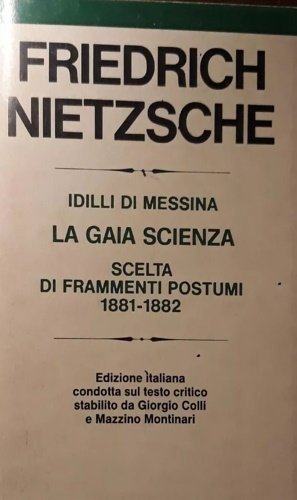 FRIEDRICH
NIETZSCHE
IDILLI DI MESSINA
LA GAIA SCIENZA
SCELTA
DI FRAMMENTI POSTUMI
1881-1882
Edizione italiana
condotta sul testo critico
stabilito da Giorgio Colli
e Mazzino Montinari